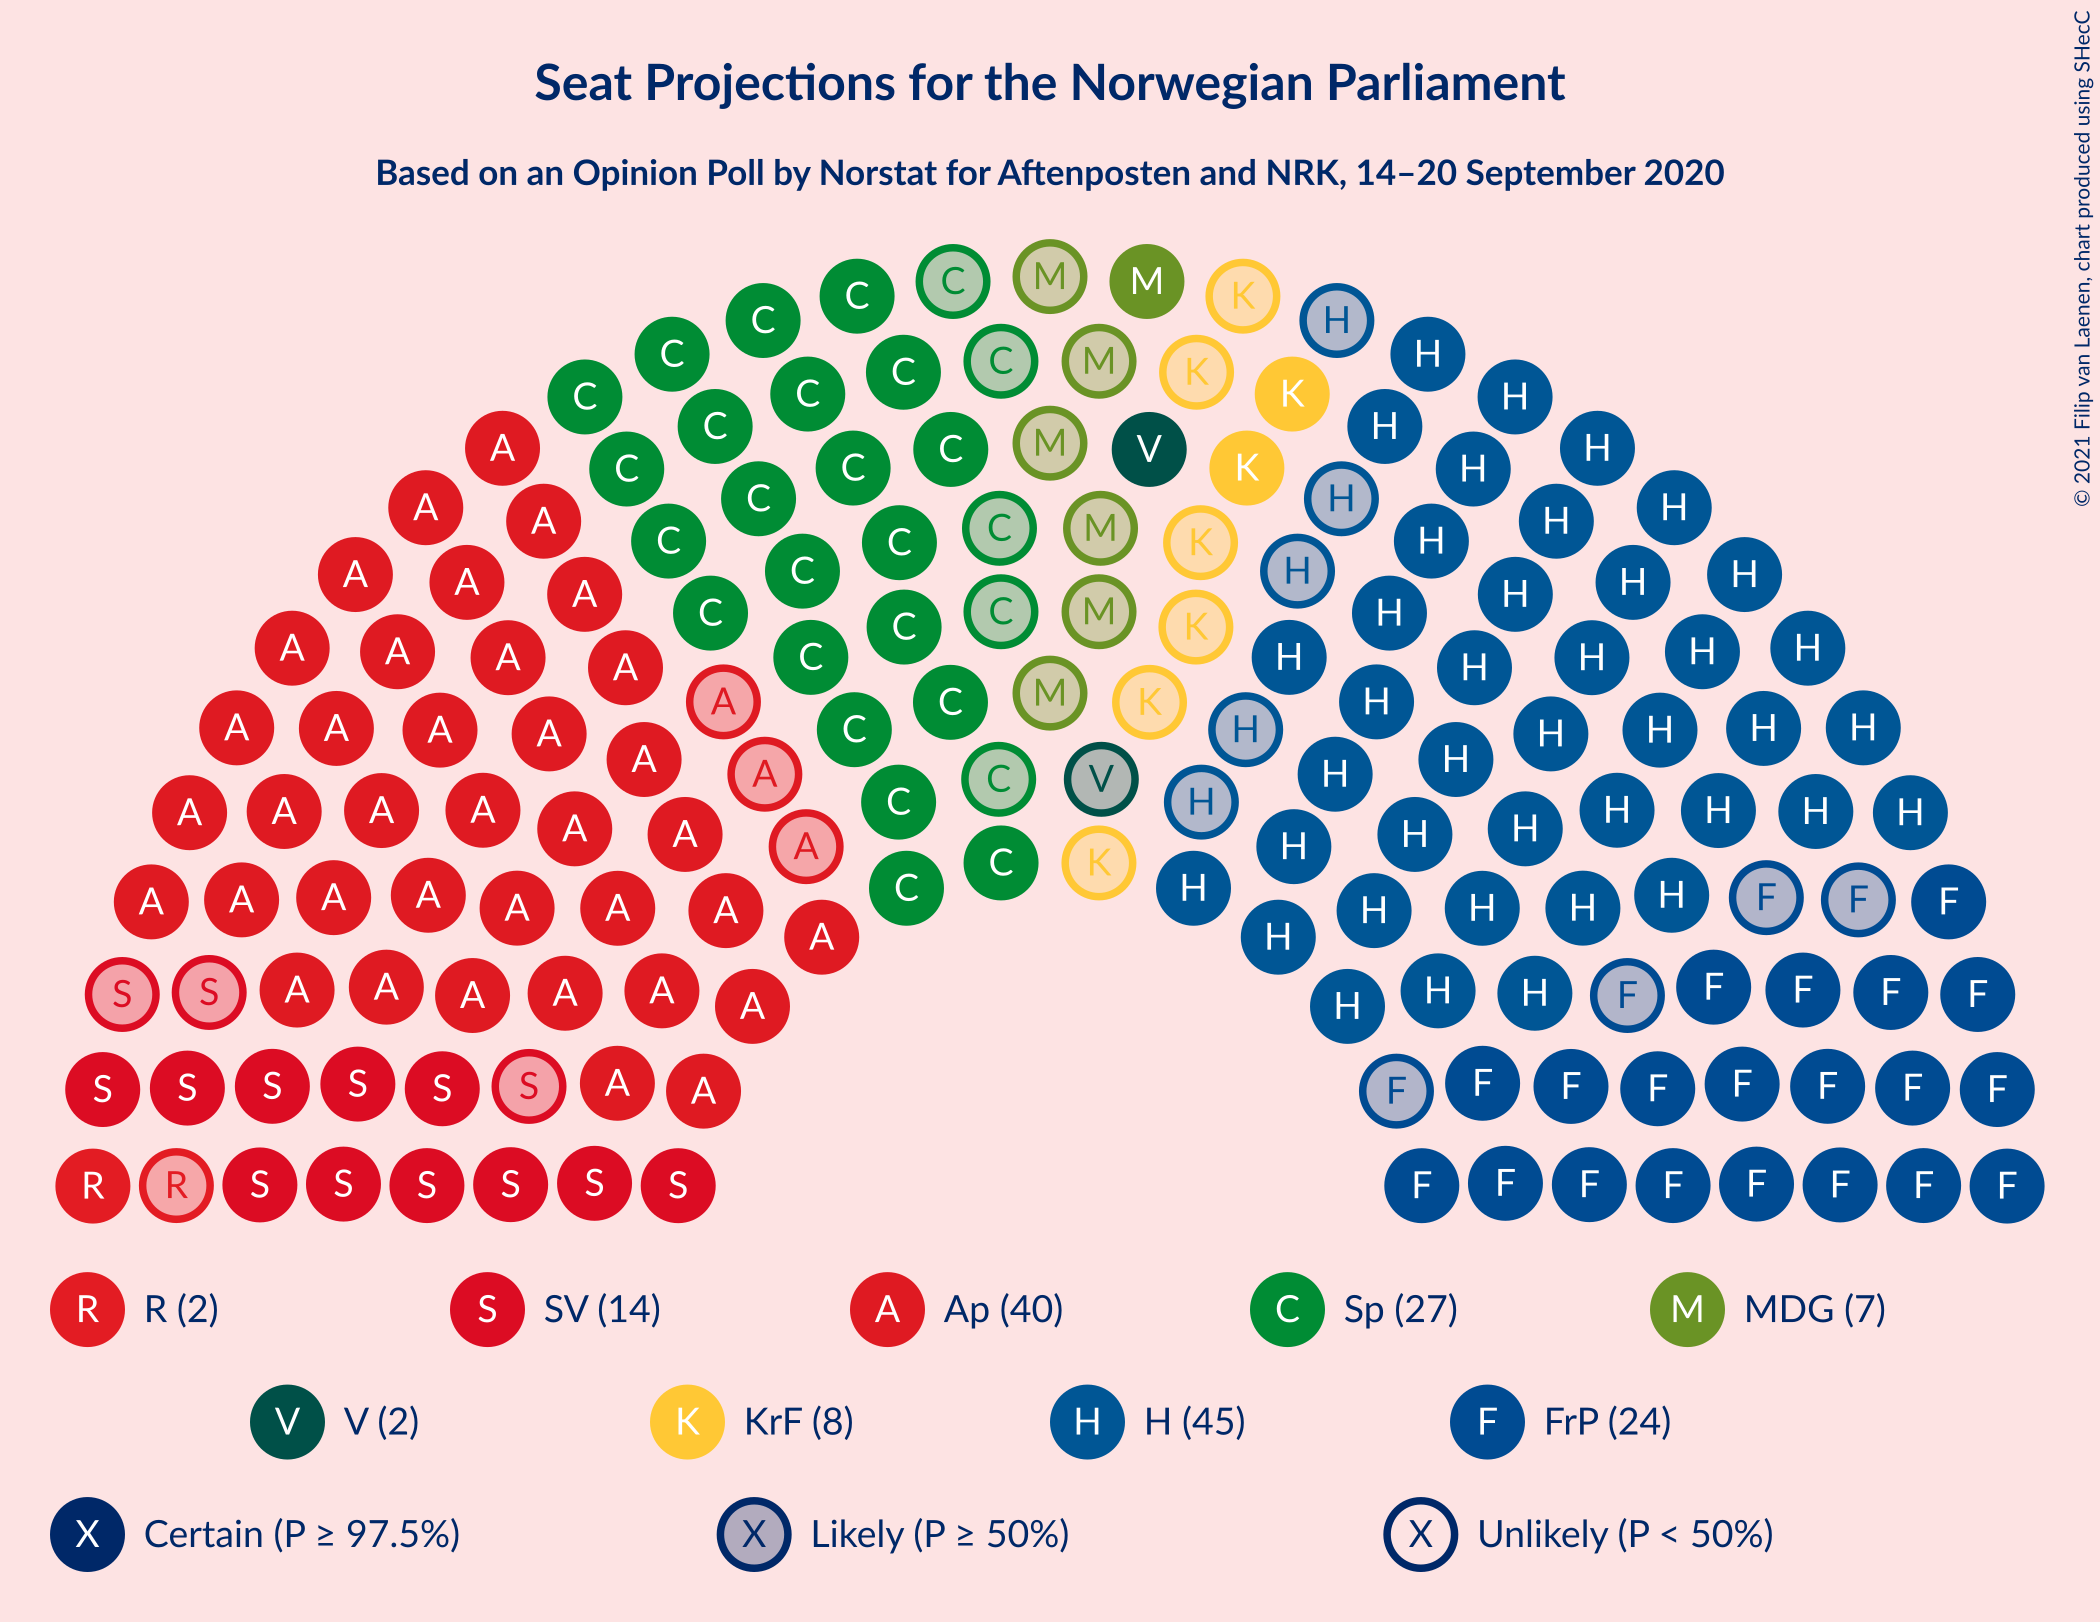 Seat Projections for the Norwegian Parliament
Based on an Opinion Poll by Norstat for Aftenposten and NRK, 14–20 September 2020
© 2021 Filip van Laenen, chart produced using SHecC
C C M M K
C H
C C C M K H
C C K H
C H
A C M V H
C C K H
A C H H
A C C C M K H H
A A C H H H
A C C C M K H H
A A A A C H H H H H
A C M K H
A A A A C H H H H H
A A C V H H
A A A A C H H H H H
A A A C K H H H
A A A A A A A C H H H H H F F F
A H
S S A A A A A A H H H F F F F F
S S S S S S A A F F F F F F F F
R R S S S S S S F F F F F F F F
R R (2) S SV (14) A Ap (40) C Sp (27) M MDG (7)
V V (2) K KrF (8) H H (45) F FrP (24)
X Certain (P ≥ 97.5%) X Likely (P ≥ 50%) X Unlikely (P < 50%)